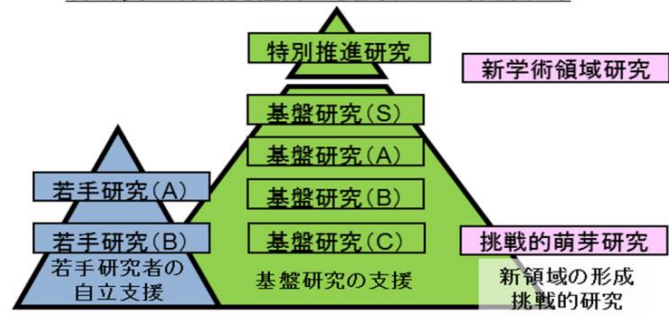 特別推進研究
新学術領域研究
基盤研究(S)
基盤研究(A)
若手研究(A)
基盤研究(B)
若手研究(B)
基盤研究(C)
挑戦的萌芽研究
若手研究者の
自立支援
基盤研究の支援
新領域の形成
挑戦的研究